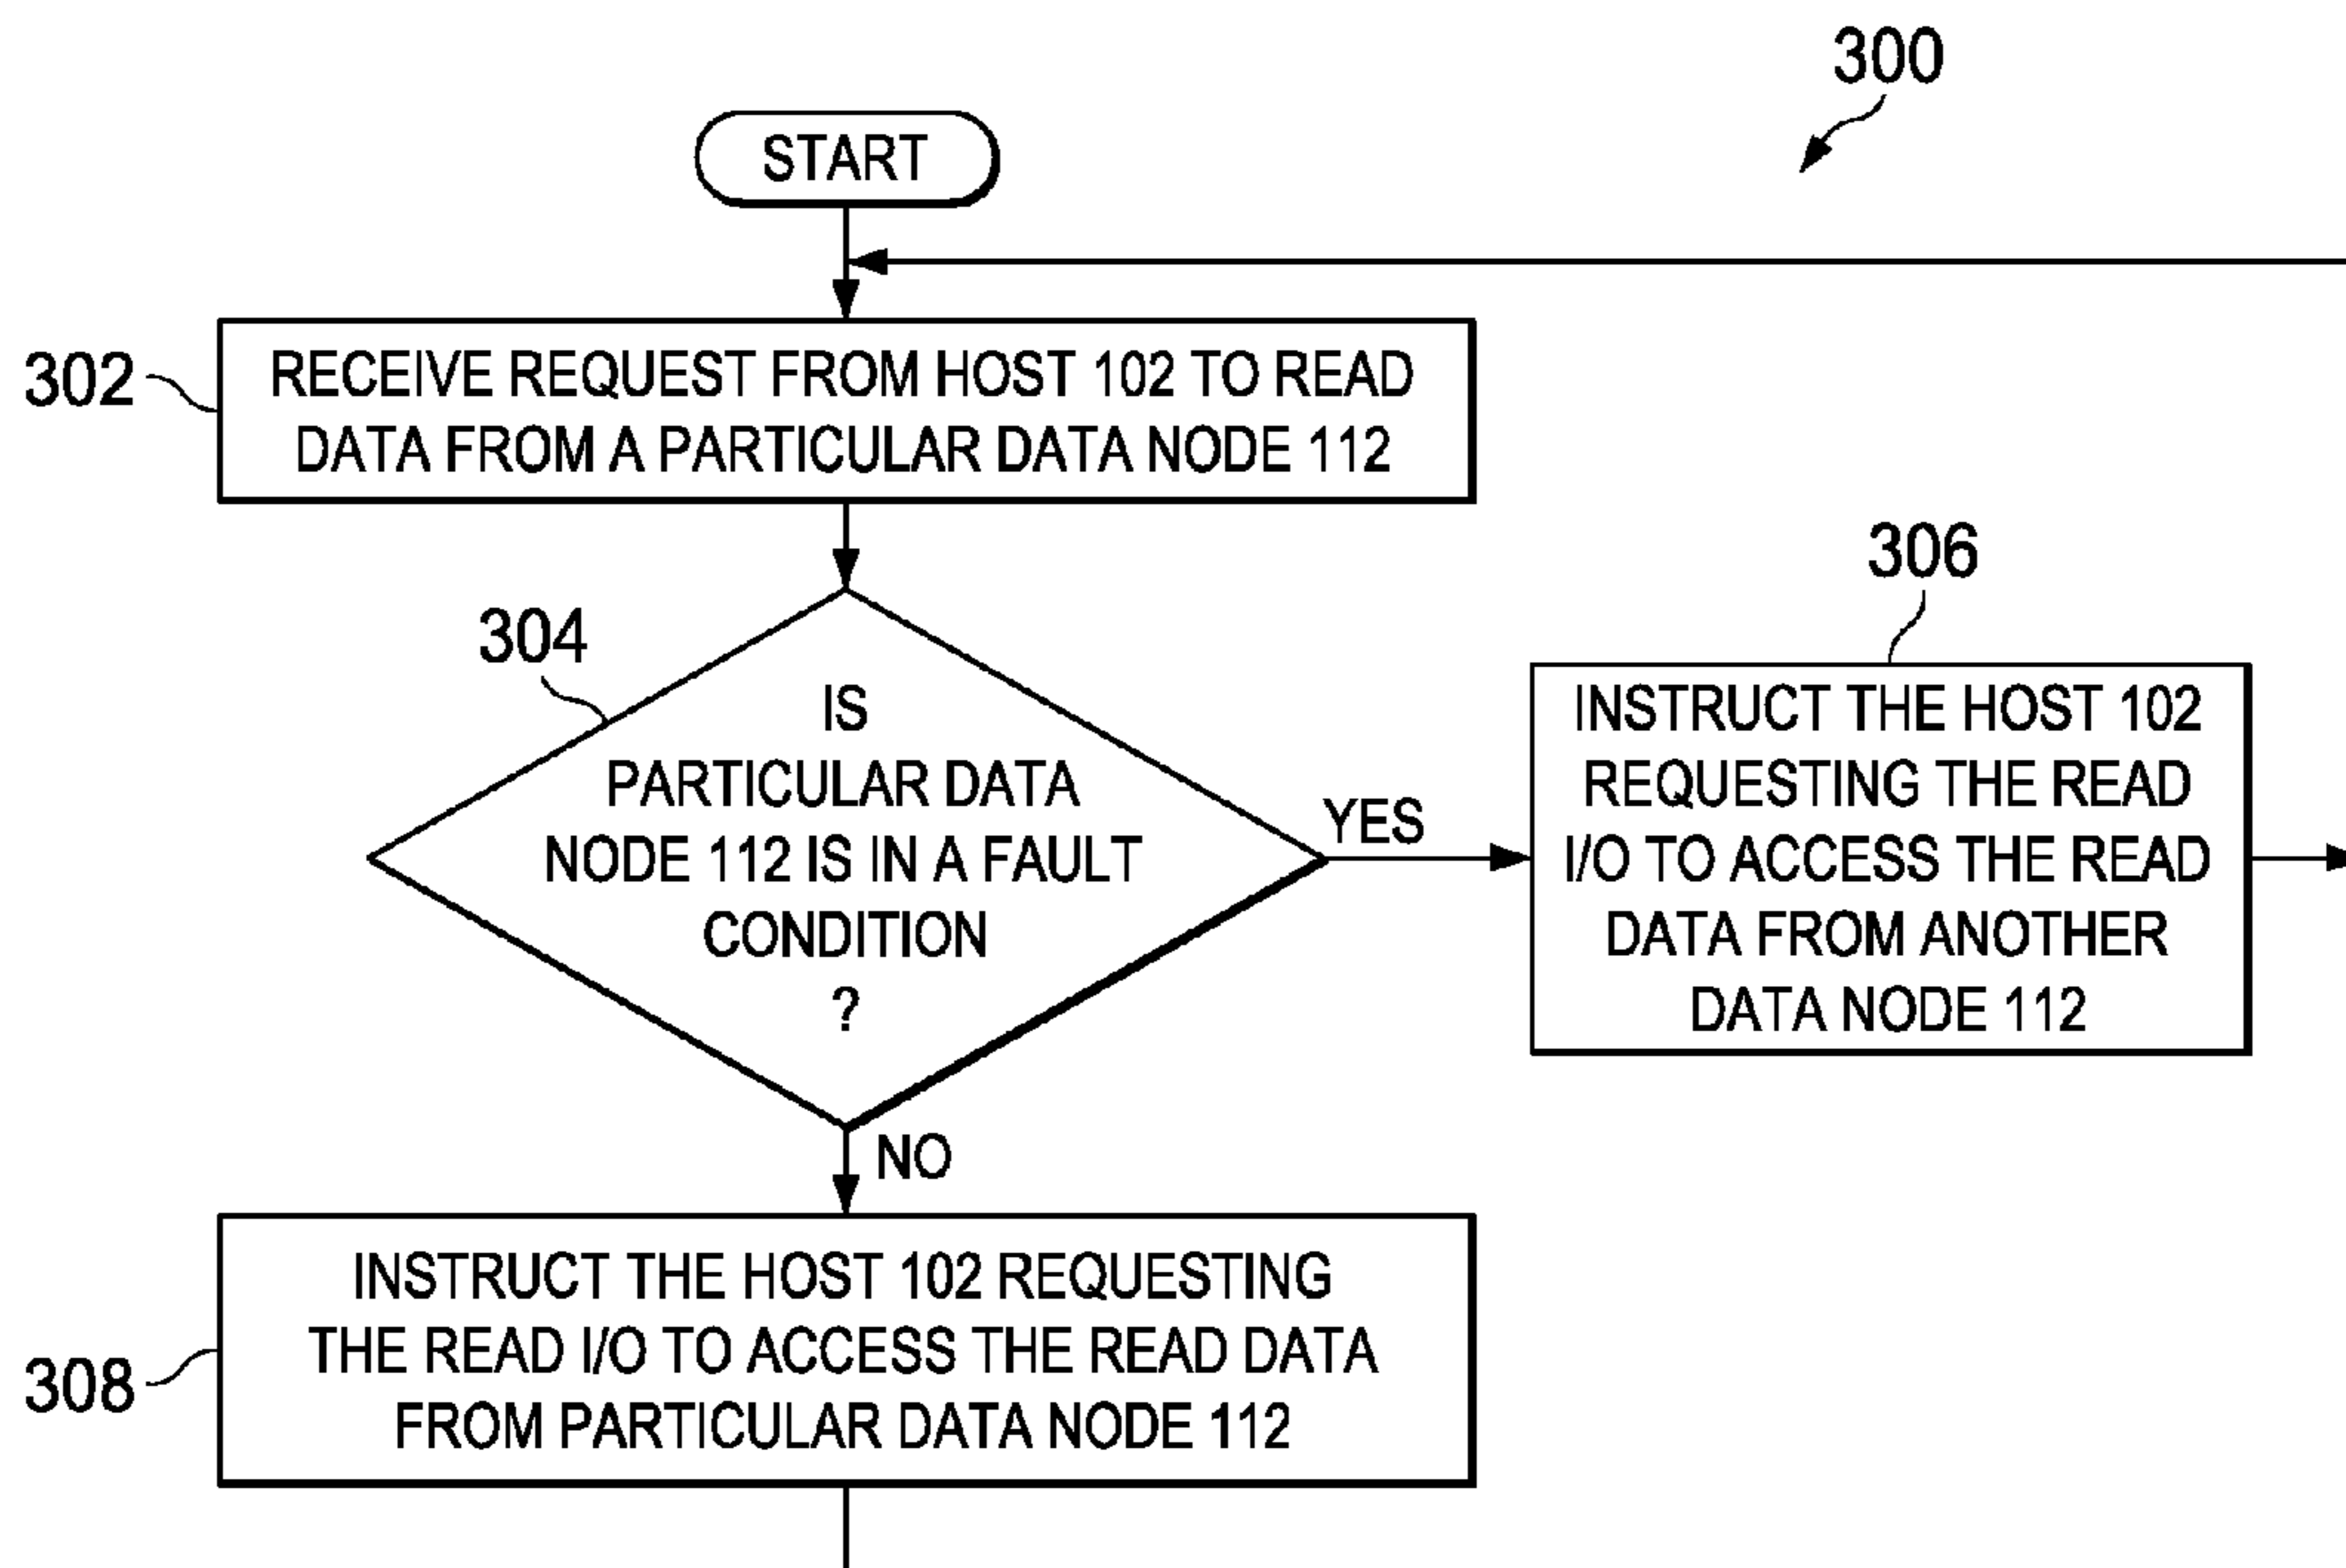 300
START
302
RECEIVE REQUEST FROM HOST 102 TO READ
DATA FROM A PARTICULAR DATA NODE 112
304
IS
PARTICULAR DATA
NODE 112 IS IN A FAULT
CONDITION
?
YES
NO
306
INSTRUCT THE HOST 102
REQUESTING THE READ
I/O TO ACCESS THE READ
DATA FROM ANOTHER
DATA NODE 112
308
INSTRUCT THE HOST 102 REQUESTING
THE READ I/O TO ACCESS THE READ DATA
FROM PARTICULAR DATA NODE 112